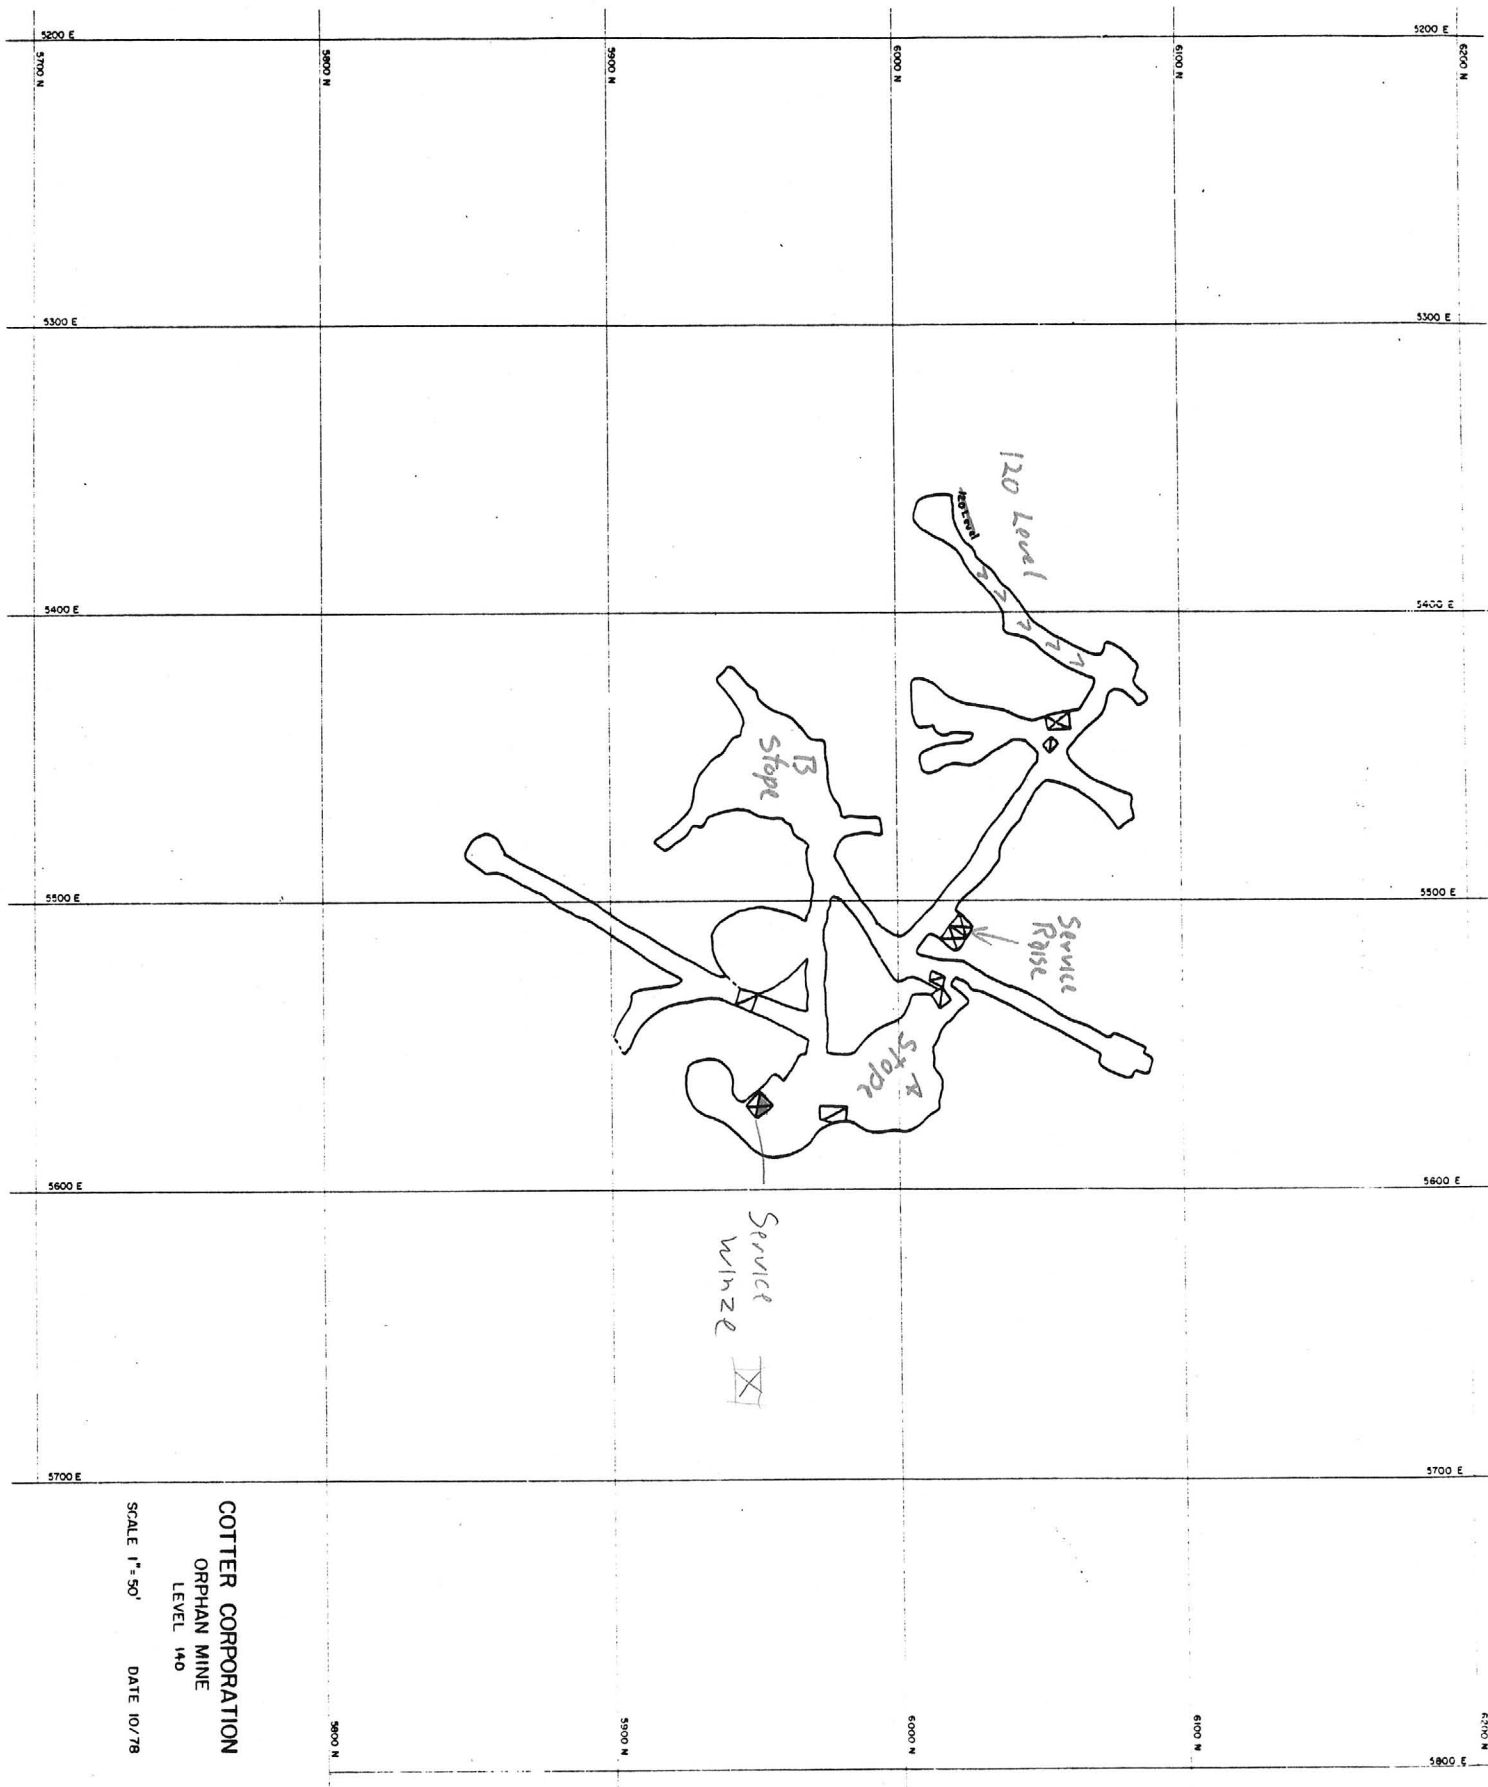 5200 E
5200 E
5700 N
5800 N
5900 N
6000 N
6100 N
6200 N
5300 E
5300 E
120 Level
120 Level
5400 E
5400 E
B
Stope
5500 E
5500 E
Service
Raise
A
Stope
5600 E
5600 E
Service
Winze
5700 E
5700 E
COTTER CORPORATION
ORPHAN MINE
LEVEL 140
SCALE 1"=50' DATE 10/78
5800 N
5900 N
6000 N
6100 N
6200 N
5800 E